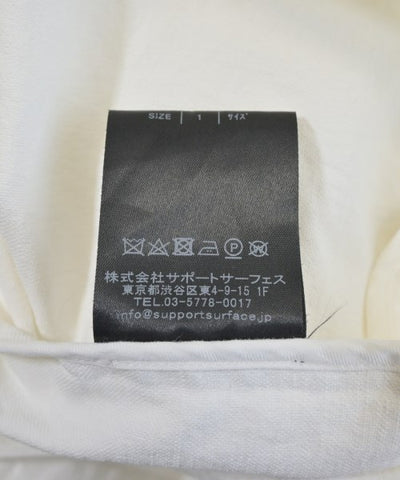 SIZE 1 ｻｲｽﾞ
株式会社サポートサーフェス
東京都渋谷区東4-9-15 1F
TEL.03-5778-0017
info@supportsurface.jp